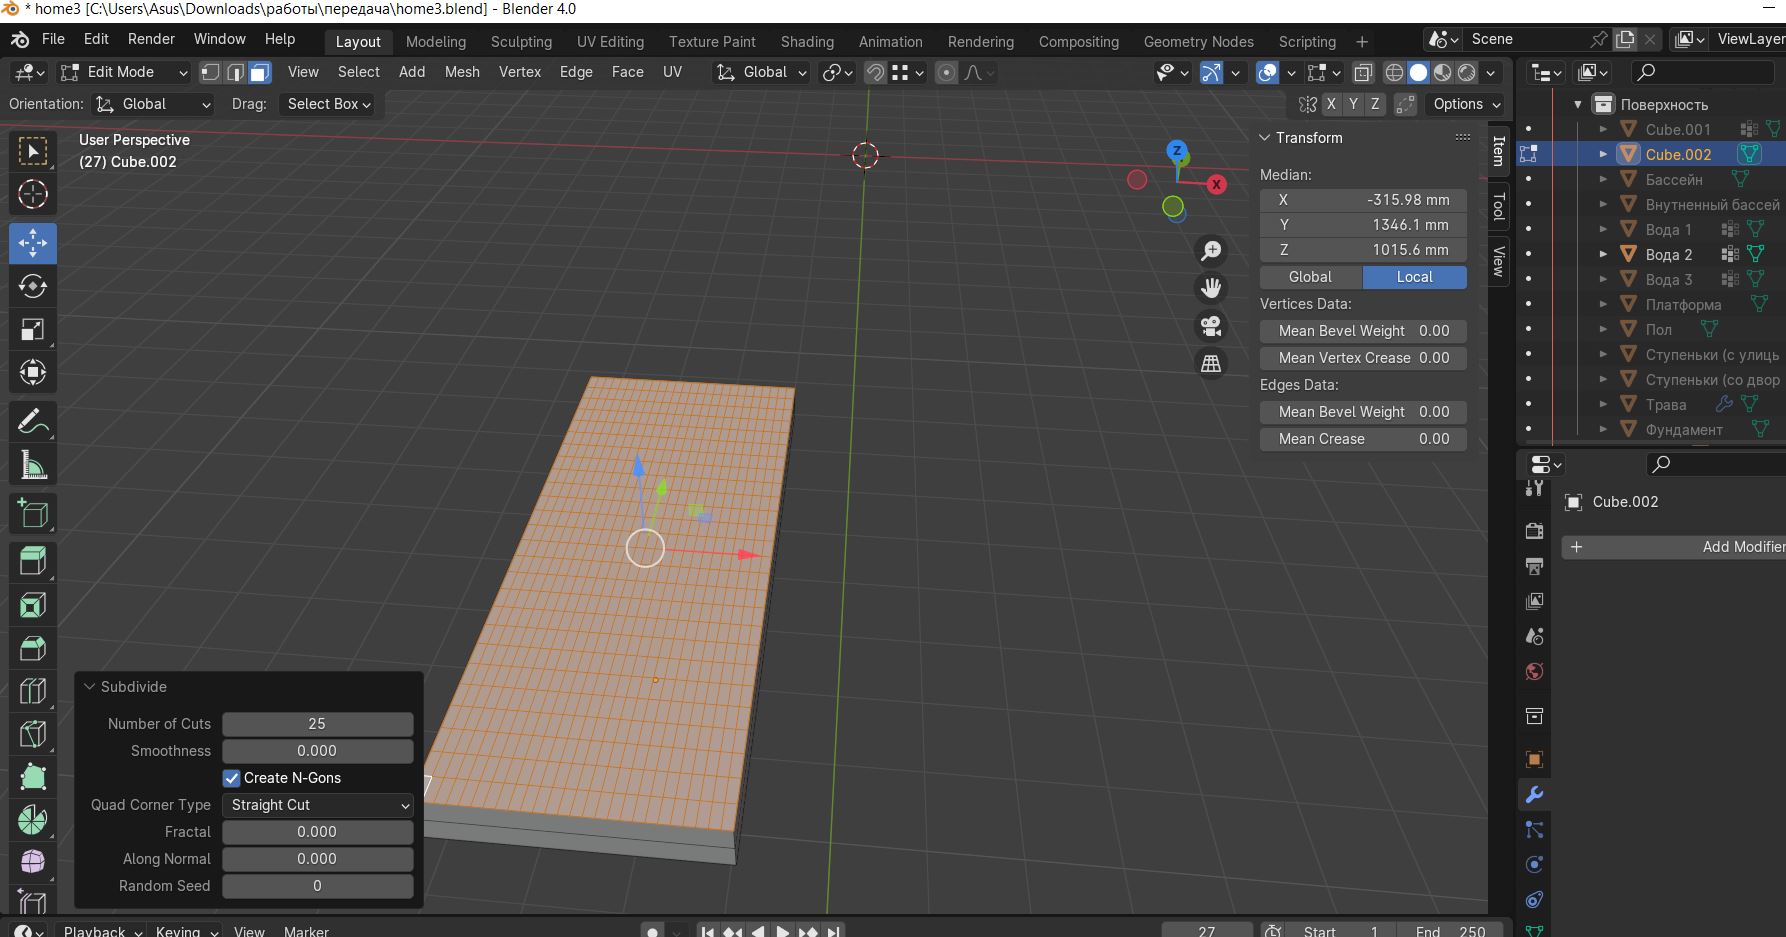 * home3 [C:\Users\Asus\Downloads\работы\передача\home3.blend] - Blender 4.0
File Edit Render Window Help Layout Modeling Sculpting UV Editing Texture Paint Shading Animation Rendering Compositing Geometry Nodes Scripting + Scene ViewLayer
Edit Mode View Select Add Mesh Vertex Edge Face UV Global
Orientation: Global Drag: Select Box X Y Z Options
User Perspective
(27) Cube.002
Z
X
Transform
Median:
X -315.98 mm
Y 1346.1 mm
Z 1015.6 mm
Global Local
Vertices Data:
Mean Bevel Weight 0.00
Mean Vertex Crease 0.00
Edges Data:
Mean Bevel Weight 0.00
Mean Crease 0.00
Item
Tool
View
Поверхность
Cube.001
Cube.002
Бассейн
Внутненный бассей
Вода 1
Вода 2
Вода 3
Платформа
Пол
Ступеньки (с улиць
Ступеньки (со двор
Трава
Фундамент
Cube.002
+ Add Modifier
Subdivide
Number of Cuts 25
Smoothness 0.000
Create N-Gons
Quad Corner Type Straight Cut
Fractal 0.000
Along Normal 0.000
Random Seed 0
Playback Keying View Marker 27 Start 1 End 250